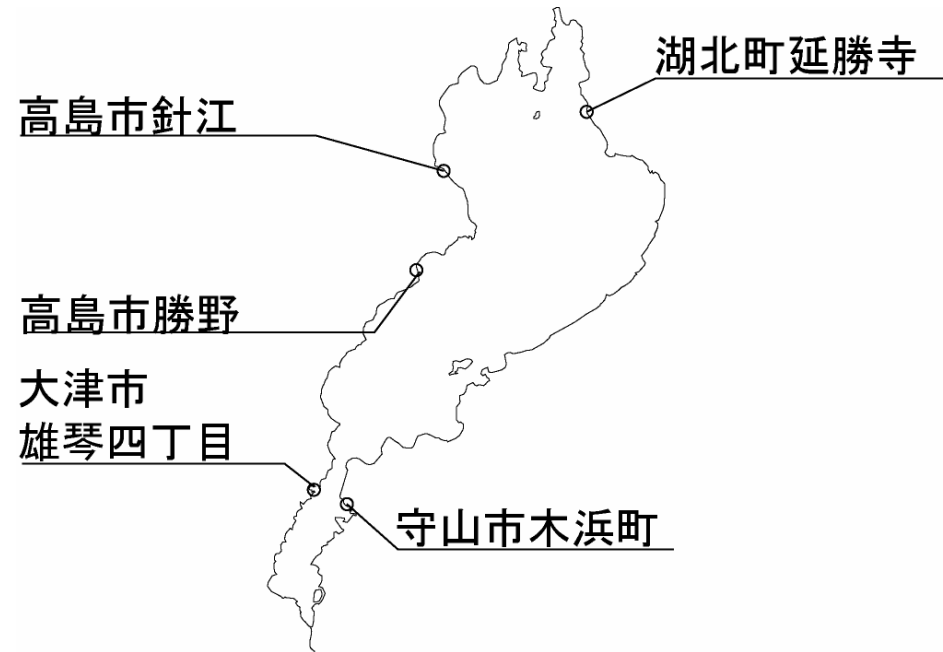 湖北町延勝寺
高島市針江
高島市勝野
大津市
雄琴四丁目
守山市木浜町